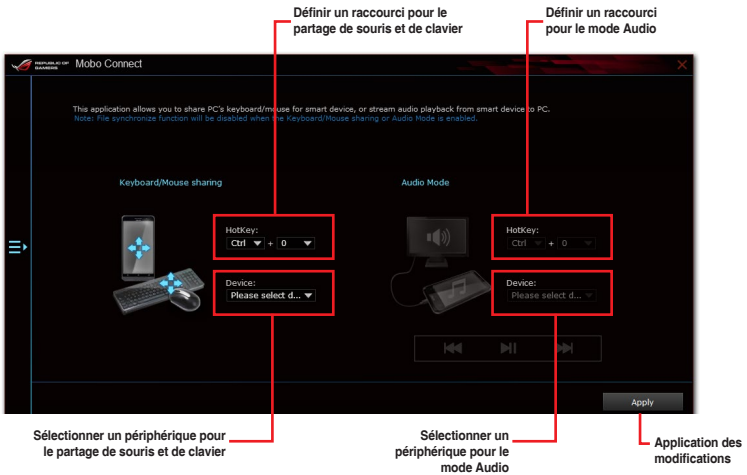 Définir un raccourci pour le
partage de souris et de clavier
Définir un raccourci
pour le mode Audio
REPUBLIC OF
GAMERS
Mobo Connect
This application allows you to share PC's keyboard/mouse for smart device, or stream audio playback from smart device to PC.
Note: File synchronize function will be disabled when the Keyboard/Mouse sharing or Audio Mode is enabled.
Keyboard/Mouse sharing
Audio Mode
HotKey:
Ctrl + 0
HotKey:
Ctrl + 0
Device:
Please select d...
Device:
Please select d...
Apply
Sélectionner un périphérique pour
le partage de souris et de clavier
Sélectionner un
périphérique pour le
mode Audio
Application des
modifications